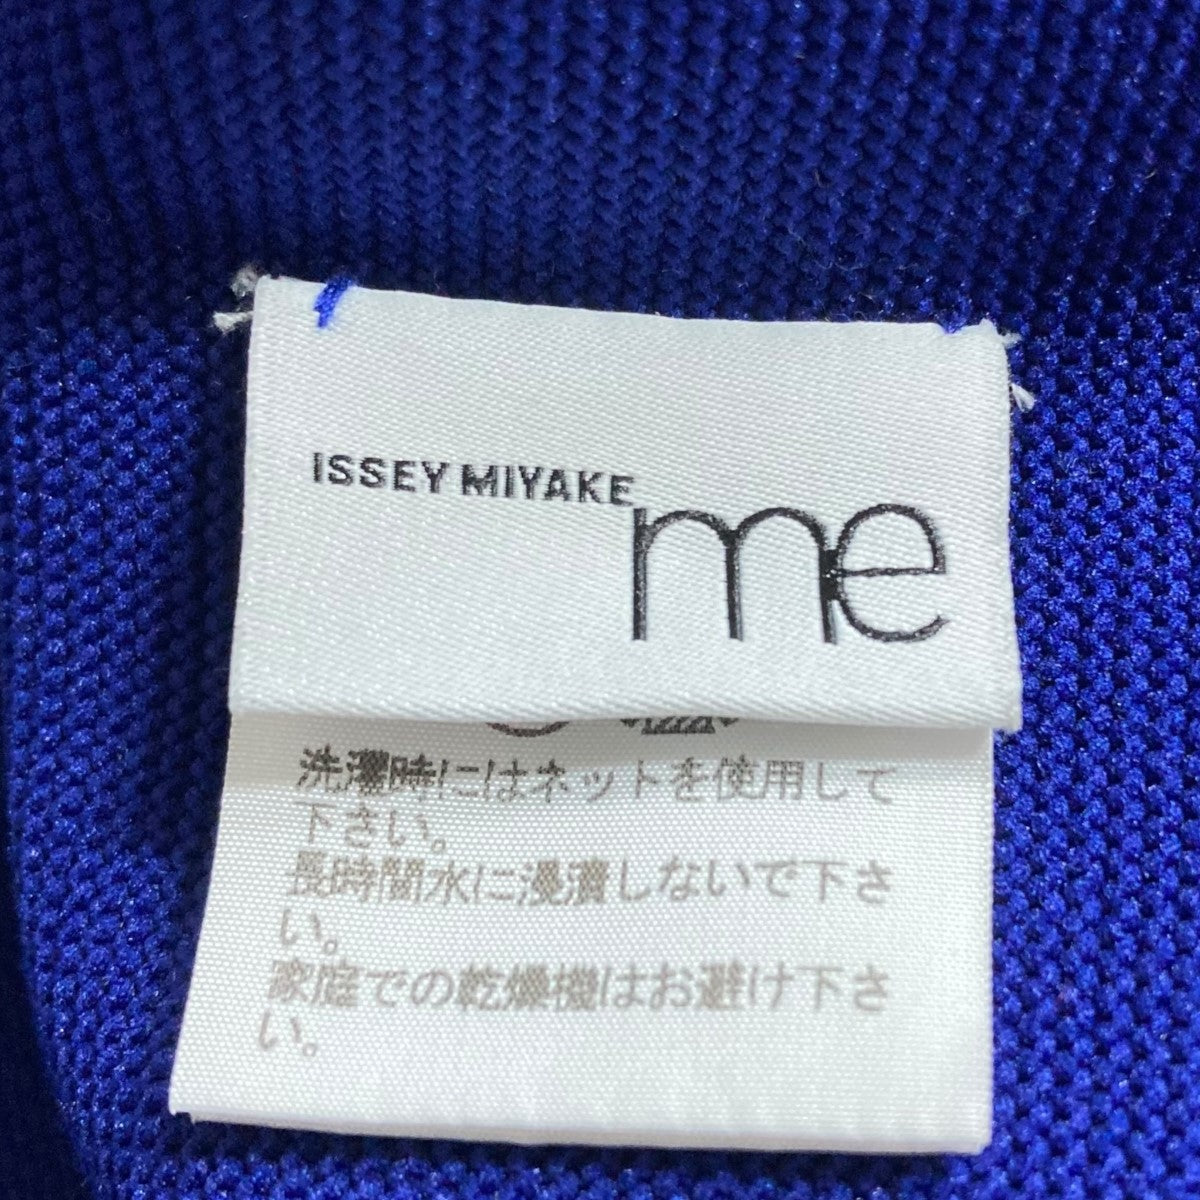 ISSEY MIYAKE
me
洗濯時にはネットを使用して
下さい。
長時間水に浸漬しないで下さ
い。
家庭での乾燥機はお避け下さ
い。